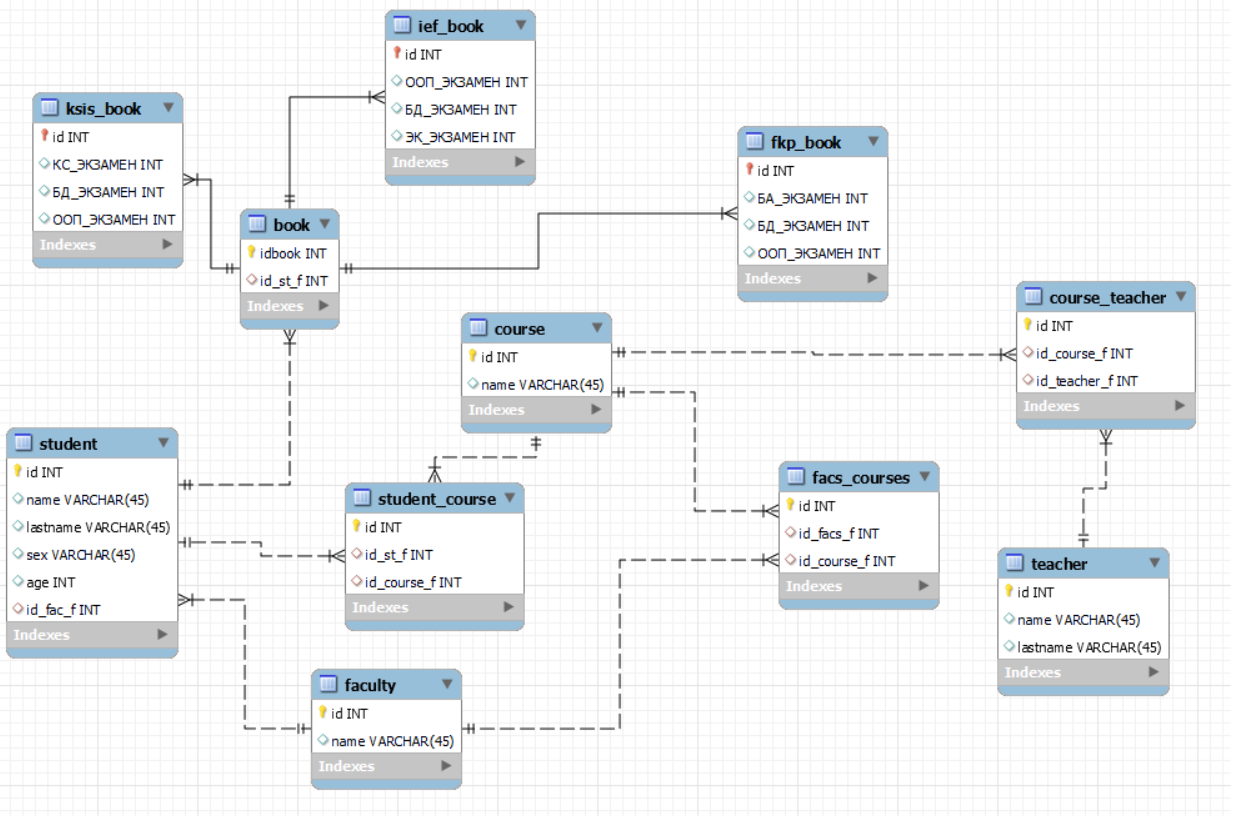 ief_book
id INT
ООП_ЭКЗАМЕН INT
БД_ЭКЗАМЕН INT
ЭК_ЭКЗАМЕН INT
Indexes
ksis_book
id INT
КС_ЭКЗАМЕН INT
БД_ЭКЗАМЕН INT
ООП_ЭКЗАМЕН INT
Indexes
fkp_book
id INT
БА_ЭКЗАМЕН INT
БД_ЭКЗАМЕН INT
ООП_ЭКЗАМЕН INT
Indexes
book
idbook INT
id_st_f INT
Indexes
course
id INT
name VARCHAR(45)
Indexes
course_teacher
id INT
id_course_f INT
id_teacher_f INT
Indexes
student
id INT
name VARCHAR(45)
lastname VARCHAR(45)
sex VARCHAR(45)
age INT
id_fac_f INT
Indexes
student_course
id INT
id_st_f INT
id_course_f INT
Indexes
facs_courses
id INT
id_facs_f INT
id_course_f INT
Indexes
teacher
id INT
name VARCHAR(45)
lastname VARCHAR(45)
Indexes
faculty
id INT
name VARCHAR(45)
Indexes